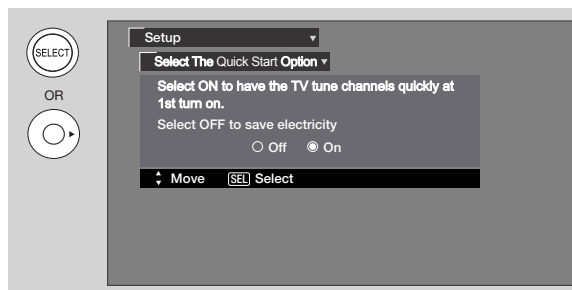 SELECT
OR
Setup
Select The Quick Start Option
Select ON to have the TV tune channels quickly at
1st turn on.
Select OFF to save electricity
Off On
Move SEL Select